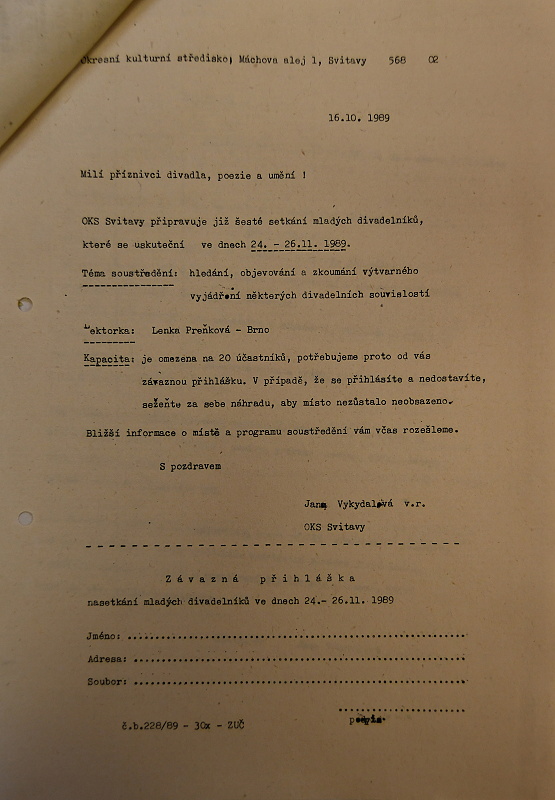 Okresní kulturní středisko, Máchova alej 1, Svitavy 568 02
16.10. 1989
Milí příznivci divadla, poezie a umění !
OKS Svitavy připravuje již šesté setkání mladých divadelníků,
které se uskuteční ve dnech 24. - 26.11. 1989.
Téma soustředění: hledání, objevování a zkoumání výtvarného
vyjádření některých divadelních souvislostí
Lektorka: Lenka Preňková - Brno
Kapacita: je omezena na 20 účastníků, potřebujeme proto od vás
závaznou přihlášku. V případě, že se přihlásíte a nedostavíte,
sežeňte za sebe náhradu, aby místo nezůstalo neobsazeno.
Bližší informace o místě a programu soustředění vám včas rozešleme.
S pozdravem
Jana Vykydalová v.r.
OKS Svitavy
Závazná přihláška
nasetkání mladých divadelníků ve dnech 24.- 26.11. 1989
Jméno:
Adresa:
Soubor:
podpis
č.b.228/89 - 30x - ZUČ